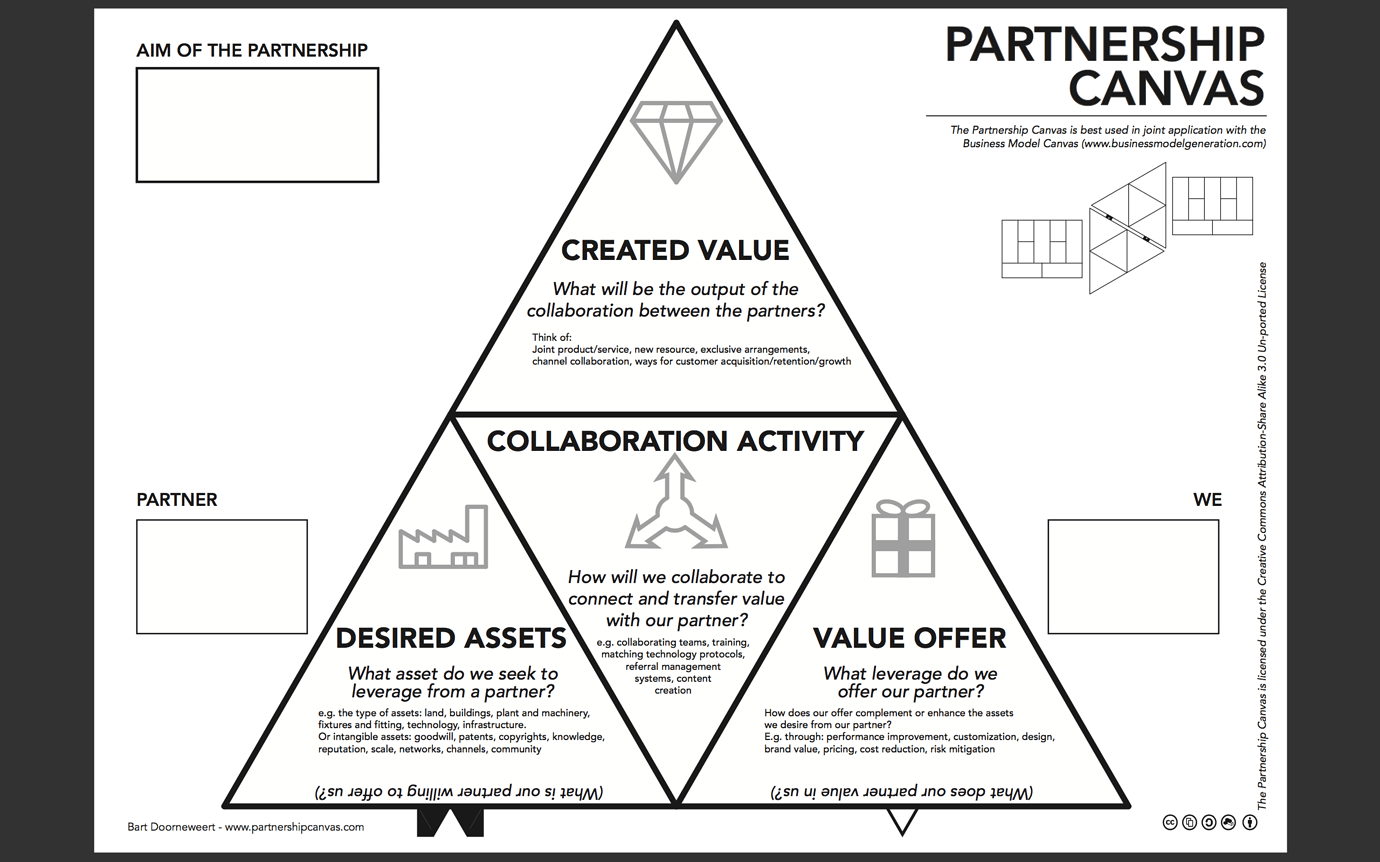 AIM OF THE PARTNERSHIP
PARTNERSHIP
CANVAS
The Partnership Canvas is best used in joint application with the
Business Model Canvas (www.businessmodelgeneration.com)
CREATED VALUE
What will be the output of the
collaboration between the partners?
Think of:
Joint product/service, new resource, exclusive arrangements,
channel collaboration, ways for customer acquisition/retention/growth
COLLABORATION ACTIVITY
How will we collaborate to
connect and transfer value
with our partner?
e.g. collaborating teams, training,
matching technology protocols,
referral management
systems, content
creation
PARTNER
WE
DESIRED ASSETS
What asset do we seek to
leverage from a partner?
e.g. the type of assets: land, buildings, plant and machinery,
fixtures and fitting, technology, infrastructure.
Or intangible assets: goodwill, patents, copyrights, knowledge,
reputation, scale, networks, channels, community
(What is our partner willing to offer us?)
VALUE OFFER
What leverage do we
offer our partner?
How does our offer complement or enhance the assets
we desire from our partner?
E.g. through: performance improvement, customization, design,
brand value, pricing, cost reduction, risk mitigation
(What does our partner value in us?)
The Partnership Canvas is licensed under the Creative Commons Attribution-Share Alike 3.0 Un-ported License
Bart Doorneweert - www.partnershipcanvas.com
cc